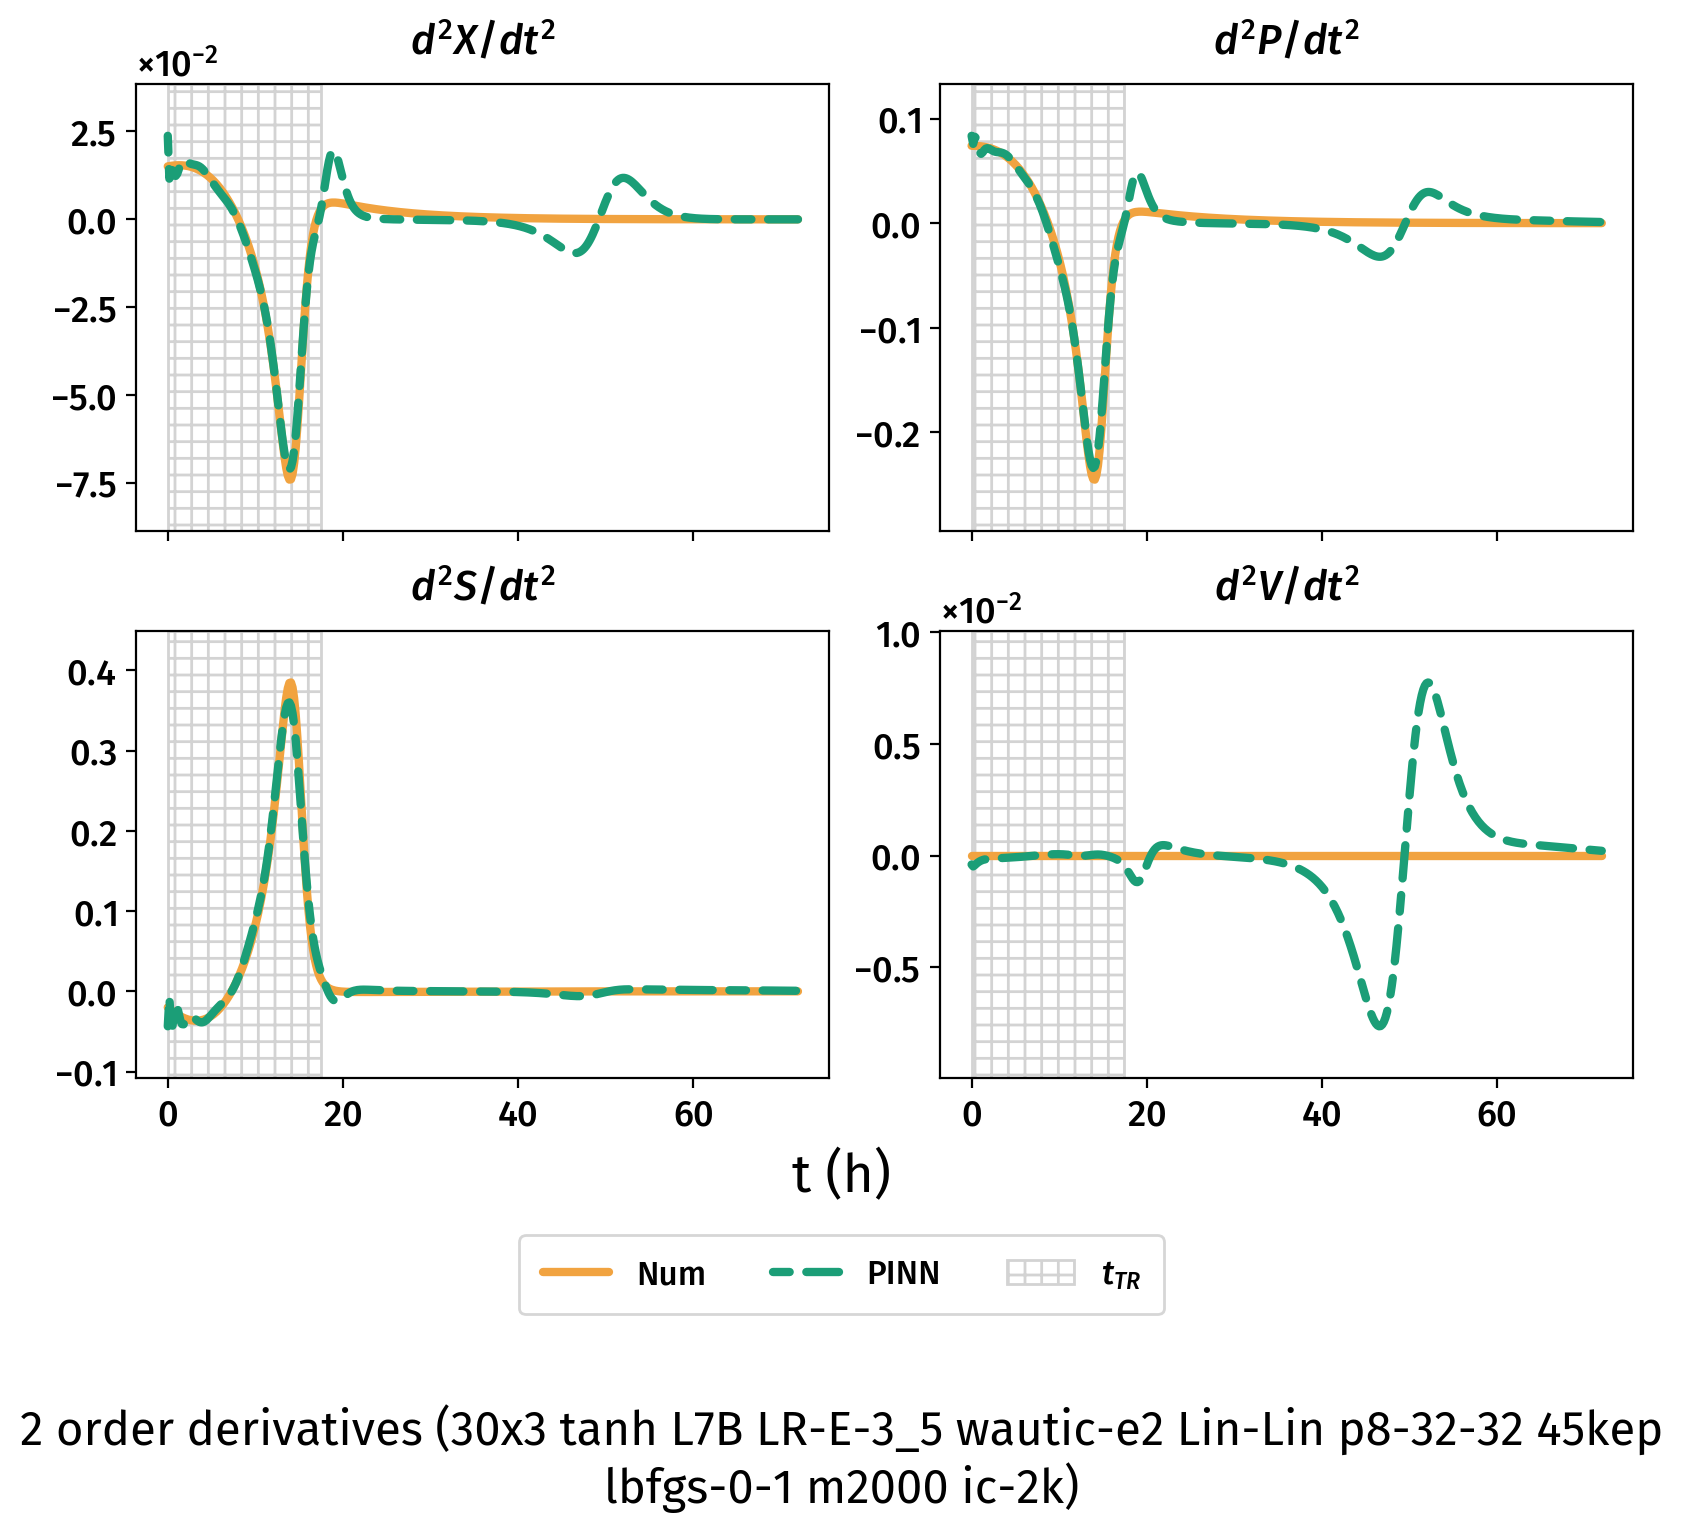 d²X/dt²
×10⁻²
2.5
0.0
−2.5
−5.0
−7.5
d²P/dt²
0.1
0.0
−0.1
−0.2
d²S/dt²
0.4
0.3
0.2
0.1
0.0
−0.1
0 20 40 60
d²V/dt²
×10⁻²
1.0
0.5
0.0
−0.5
0 20 40 60
t (h)
Num PINN t_TR
2 order derivatives (30x3 tanh L7B LR-E-3_5 wautic-e2 Lin-Lin p8-32-32 45kep
lbfgs-0-1 m2000 ic-2k)